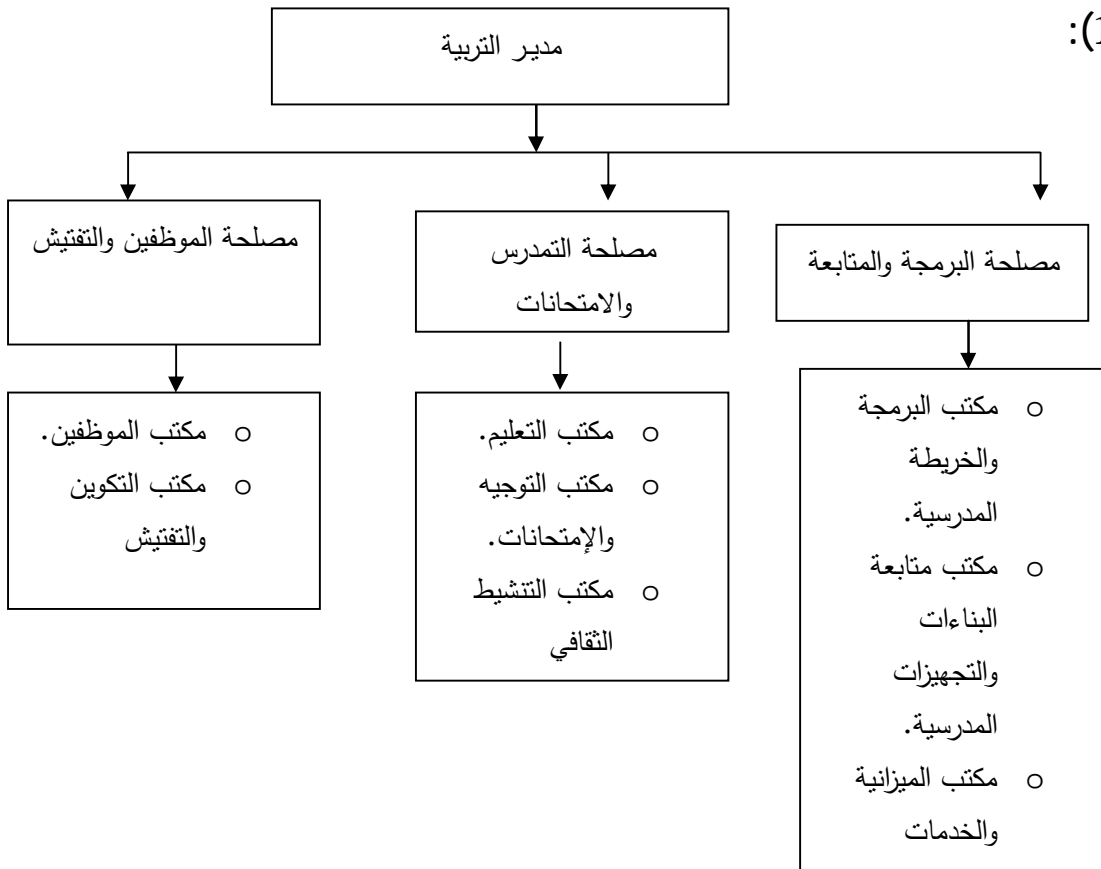 1):
مدير التربية
مصلحة البرمجة والمتابعة
مصلحة التمدرس
والامتحانات
مصلحة الموظفين والتفتيش
o مكتب البرمجة
والخريطة
المدرسية.
o مكتب متابعة
البناءات
والتجهيزات
المدرسية.
o مكتب الميزانية
والخدمات
o مكتب التعليم.
o مكتب التوجيه
والإمتحانات.
o مكتب التنشيط
الثقافي
o مكتب الموظفين.
o مكتب التكوين
والتفتيش